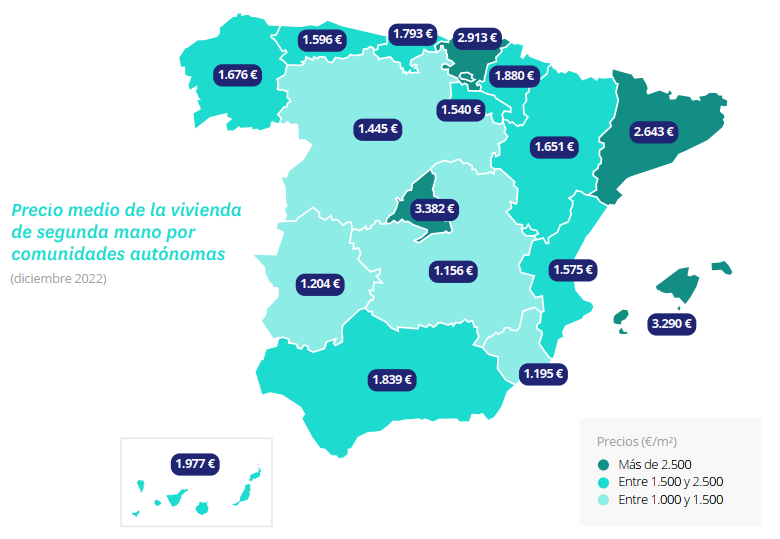 1.596 €
1.793 €
2.913 €
1.676 €
1.880 €
1.540 €
1.445 €
1.651 €
2.643 €
Precio medio de la vivienda
de segunda mano por
comunidades autónomas
(diciembre 2022)
3.382 €
1.204 €
1.156 €
1.575 €
3.290 €
1.839 €
1.195 €
1.977 €
Precios (€/m²)
Más de 2.500
Entre 1.500 y 2.500
Entre 1.000 y 1.500